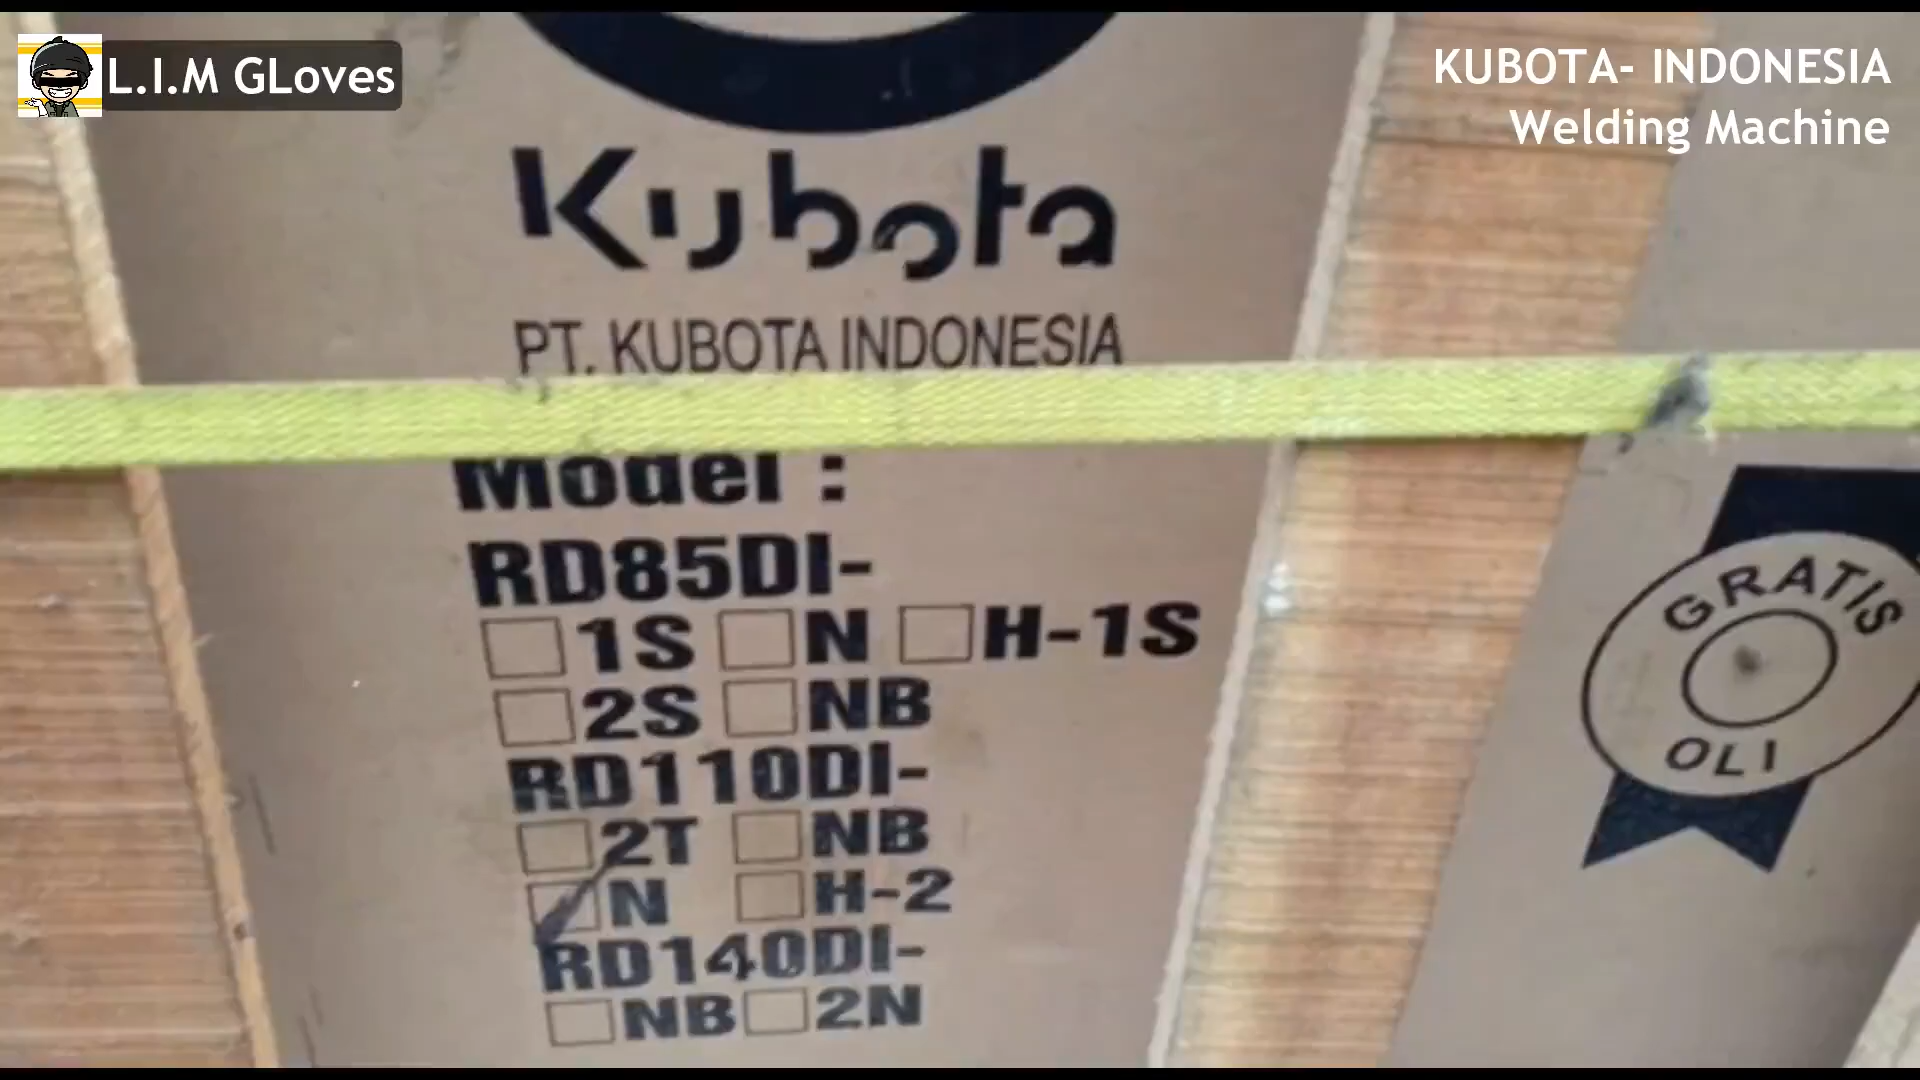 L.I.M GLoves
KUBOTA- INDONESIA
Welding Machine
Kubota
PT. KUBOTA INDONESIA
Model :
RD85DI-
1S N H-1S
2S NB
RD110DI-
2T NB
N H-2
RD140DI-
NB 2N
GRATIS
OLI